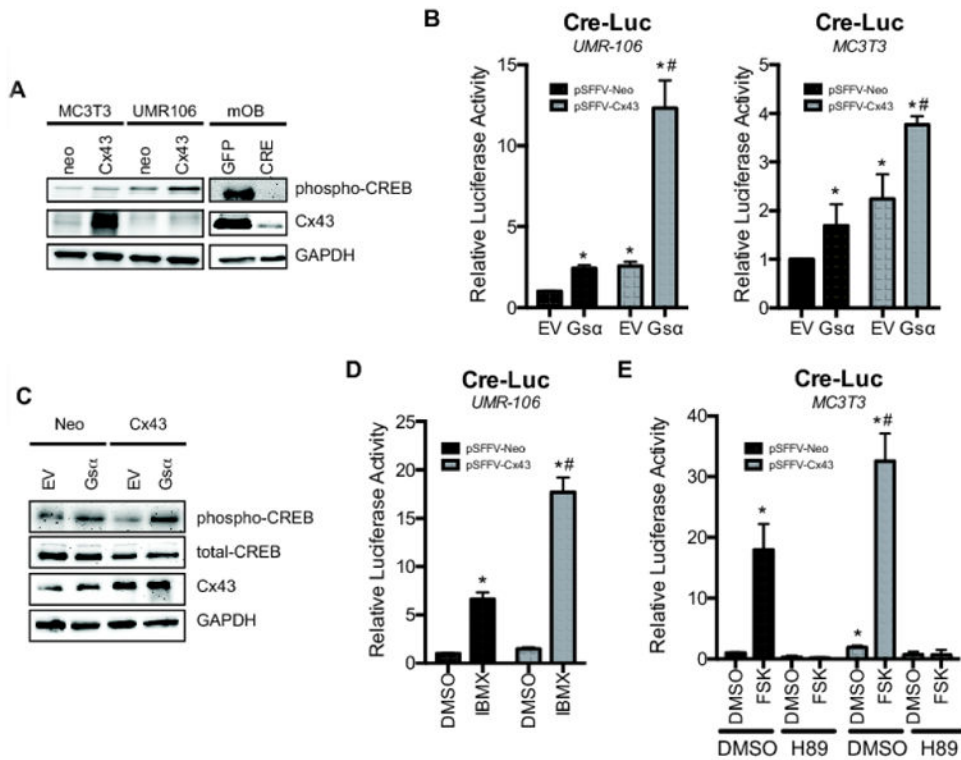 A
MC3T3 UMR106 mOB
neo Cx43 neo Cx43 GFP CRE
phospho-CREB
Cx43
GAPDH
B
Cre-Luc
UMR-106
Relative Luciferase Activity
15
10
5
0
pSFFV-Neo
pSFFV-Cx43
*
*
*#
EV Gsα EV Gsα
Cre-Luc
MC3T3
Relative Luciferase Activity
5
4
3
2
1
0
pSFFV-Neo
pSFFV-Cx43
*
*
*#
EV Gsα EV Gsα
C
Neo Cx43
EV Gsα EV Gsα
phospho-CREB
total-CREB
Cx43
GAPDH
D
Cre-Luc
UMR-106
Relative Luciferase Activity
25
20
15
10
5
0
pSFFV-Neo
pSFFV-Cx43
*
*#
DMSO IBMX DMSO IBMX
E
Cre-Luc
MC3T3
Relative Luciferase Activity
40
30
20
10
0
pSFFV-Neo
pSFFV-Cx43
*
*
*#
DMSO FSK DMSO FSK DMSO FSK DMSO FSK
DMSO H89 DMSO H89